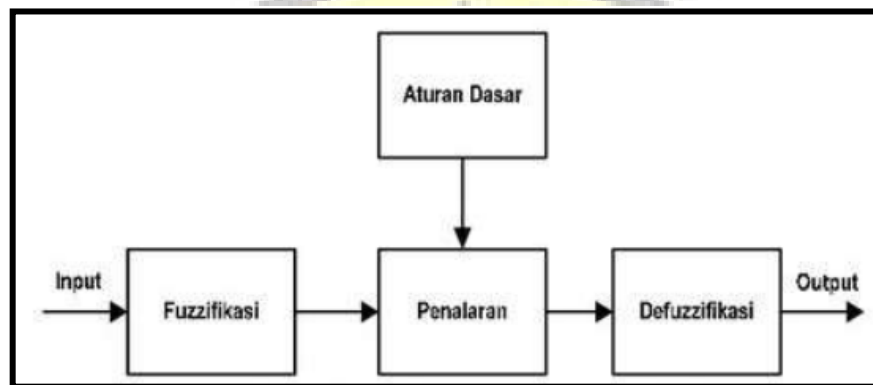 Aturan Dasar
Input
Fuzzifikasi
Penalaran
Defuzzifikasi
Output